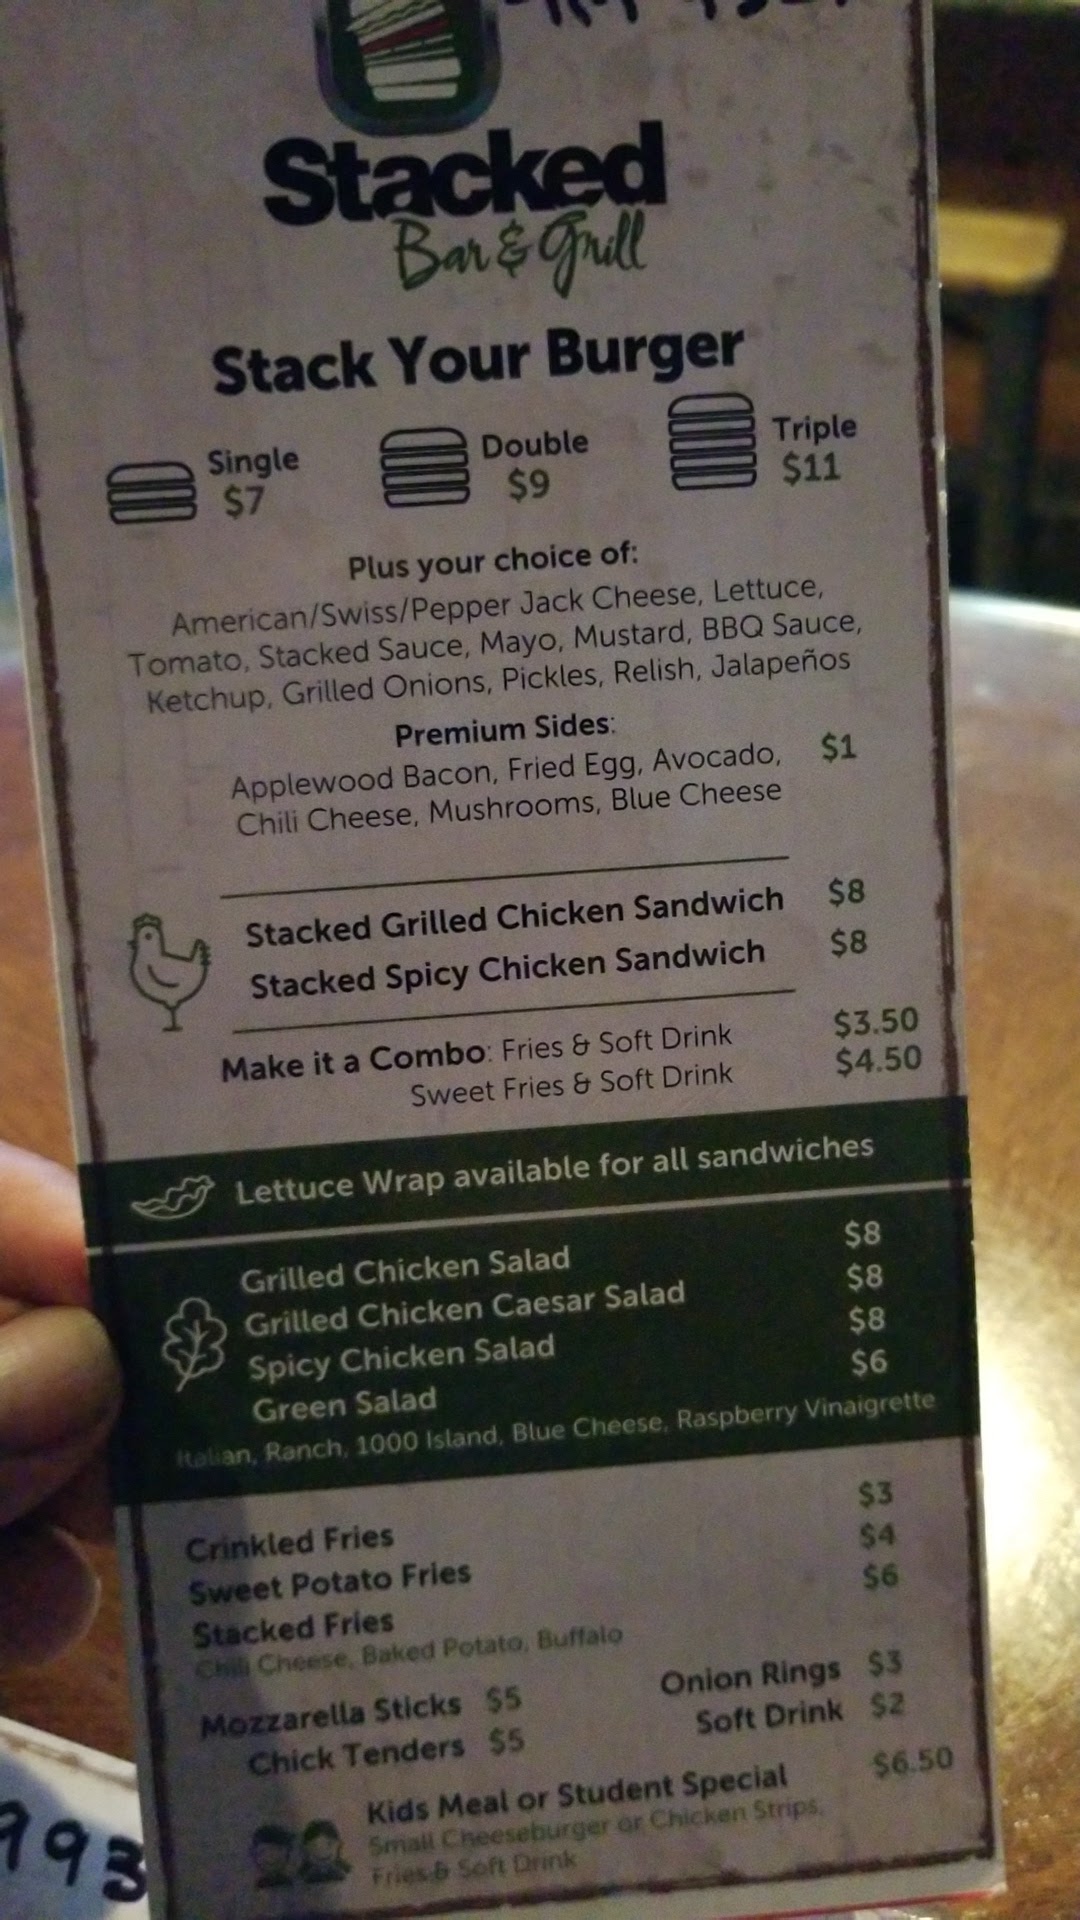 Stacked
Bar & Grill
Stack Your Burger
Single
$7
Double
$9
Triple
$11
Plus your choice of:
American/Swiss/Pepper Jack Cheese, Lettuce,
Tomato, Stacked Sauce, Mayo, Mustard, BBQ Sauce,
Ketchup, Grilled Onions, Pickles, Relish, Jalapeños
Premium Sides:
Applewood Bacon, Fried Egg, Avocado, $1
Chili Cheese, Mushrooms, Blue Cheese
Stacked Grilled Chicken Sandwich $8
Stacked Spicy Chicken Sandwich $8
Make it a Combo: Fries & Soft Drink $3.50
Sweet Fries & Soft Drink $4.50
Lettuce Wrap available for all sandwiches
Grilled Chicken Salad $8
Grilled Chicken Caesar Salad $8
Spicy Chicken Salad $8
Green Salad $6
Italian, Ranch, 1000 Island, Blue Cheese, Raspberry Vinaigrette
Crinkled Fries $3
Sweet Potato Fries $4
Stacked Fries $6
Chili Cheese, Baked Potato, Buffalo
Mozzarella Sticks $5 Onion Rings $3
Chick Tenders $5 Soft Drink $2
Kids Meal or Student Special $6.50
Small Cheeseburger or Chicken Strips,
Fries & Soft Drink
993